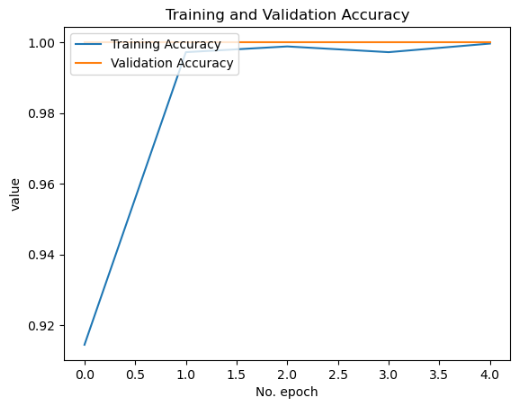 Training and Validation Accuracy
1.00
0.98
0.96
0.94
0.92
value
Training Accuracy
Validation Accuracy
0.0 0.5 1.0 1.5 2.0 2.5 3.0 3.5 4.0
No. epoch